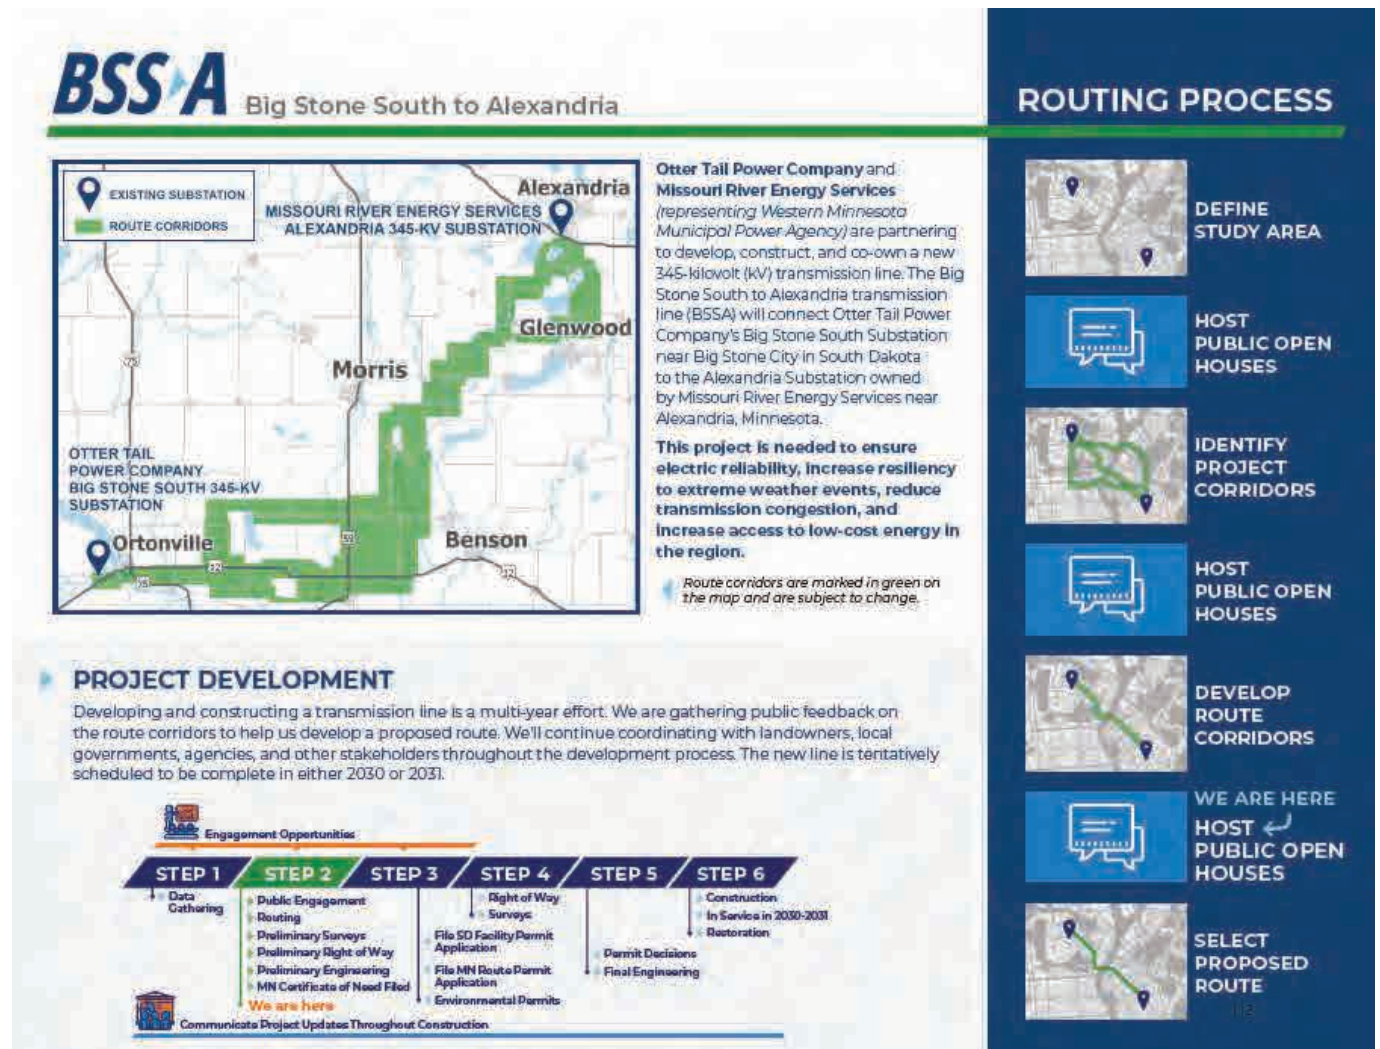 BSSA
Big Stone South to Alexandria
EXISTING SUBSTATION
ROUTE CORRIDORS
Alexandria
MISSOURI RIVER ENERGY SERVICES
ALEXANDRIA 345-KV SUBSTATION
Glenwood
Morris
75
OTTER TAIL
POWER COMPANY
BIG STONE SOUTH 345-KV
SUBSTATION
Ortonville
Benson
59
12
12
75
Otter Tail Power Company and
Missouri River Energy Services
(representing Western Minnesota
Municipal Power Agency) are partnering
to develop, construct, and co-own a new
345-kilovolt (kV) transmission line. The Big
Stone South to Alexandria transmission
line (BSSA) will connect Otter Tail Power
Company's Big Stone South Substation
near Big Stone City in South Dakota
to the Alexandria Substation owned
by Missouri River Energy Services near
Alexandria, Minnesota.
This project is needed to ensure
electric reliability, increase resiliency
to extreme weather events, reduce
transmission congestion, and
increase access to low-cost energy in
the region.
Route corridors are marked in green on
the map and are subject to change.
PROJECT DEVELOPMENT
Developing and constructing a transmission line is a multi-year effort. We are gathering public feedback on
the route corridors to help us develop a proposed route. We'll continue coordinating with landowners, local
governments, agencies, and other stakeholders throughout the development process. The new line is tentatively
scheduled to be complete in either 2030 or 2031.
Engagement Opportunities
STEP 1
Data
Gathering
STEP 2
Public Engagement
Routing
Preliminary Surveys
Preliminary Right of Way
Preliminary Engineering
MN Certificate of Need Filed
We are here
STEP 3
File SD Facility Permit
Application
File MN Route Permit
Application
Environmental Permits
STEP 4
Right of Way
Surveys
STEP 5
Permit Decisions
Final Engineering
STEP 6
Construction
In Service in 2030-2031
Restoration
Communicate Project Updates Throughout Construction
ROUTING PROCESS
DEFINE
STUDY AREA
HOST
PUBLIC OPEN
HOUSES
IDENTIFY
PROJECT
CORRIDORS
HOST
PUBLIC OPEN
HOUSES
DEVELOP
ROUTE
CORRIDORS
WE ARE HERE
HOST
PUBLIC OPEN
HOUSES
SELECT
PROPOSED
ROUTE